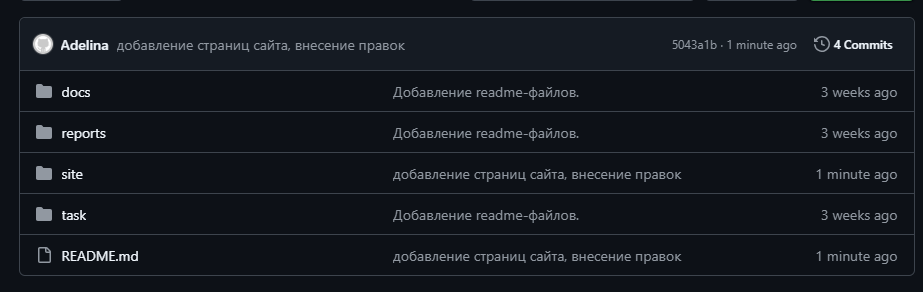 Adelina добавление страниц сайта, внесение правок 5043a1b · 1 minute ago 4 Commits
docs Добавление readme-файлов. 3 weeks ago
reports Добавление readme-файлов. 3 weeks ago
site добавление страниц сайта, внесение правок 1 minute ago
task Добавление readme-файлов. 3 weeks ago
README.md добавление страниц сайта, внесение правок 1 minute ago